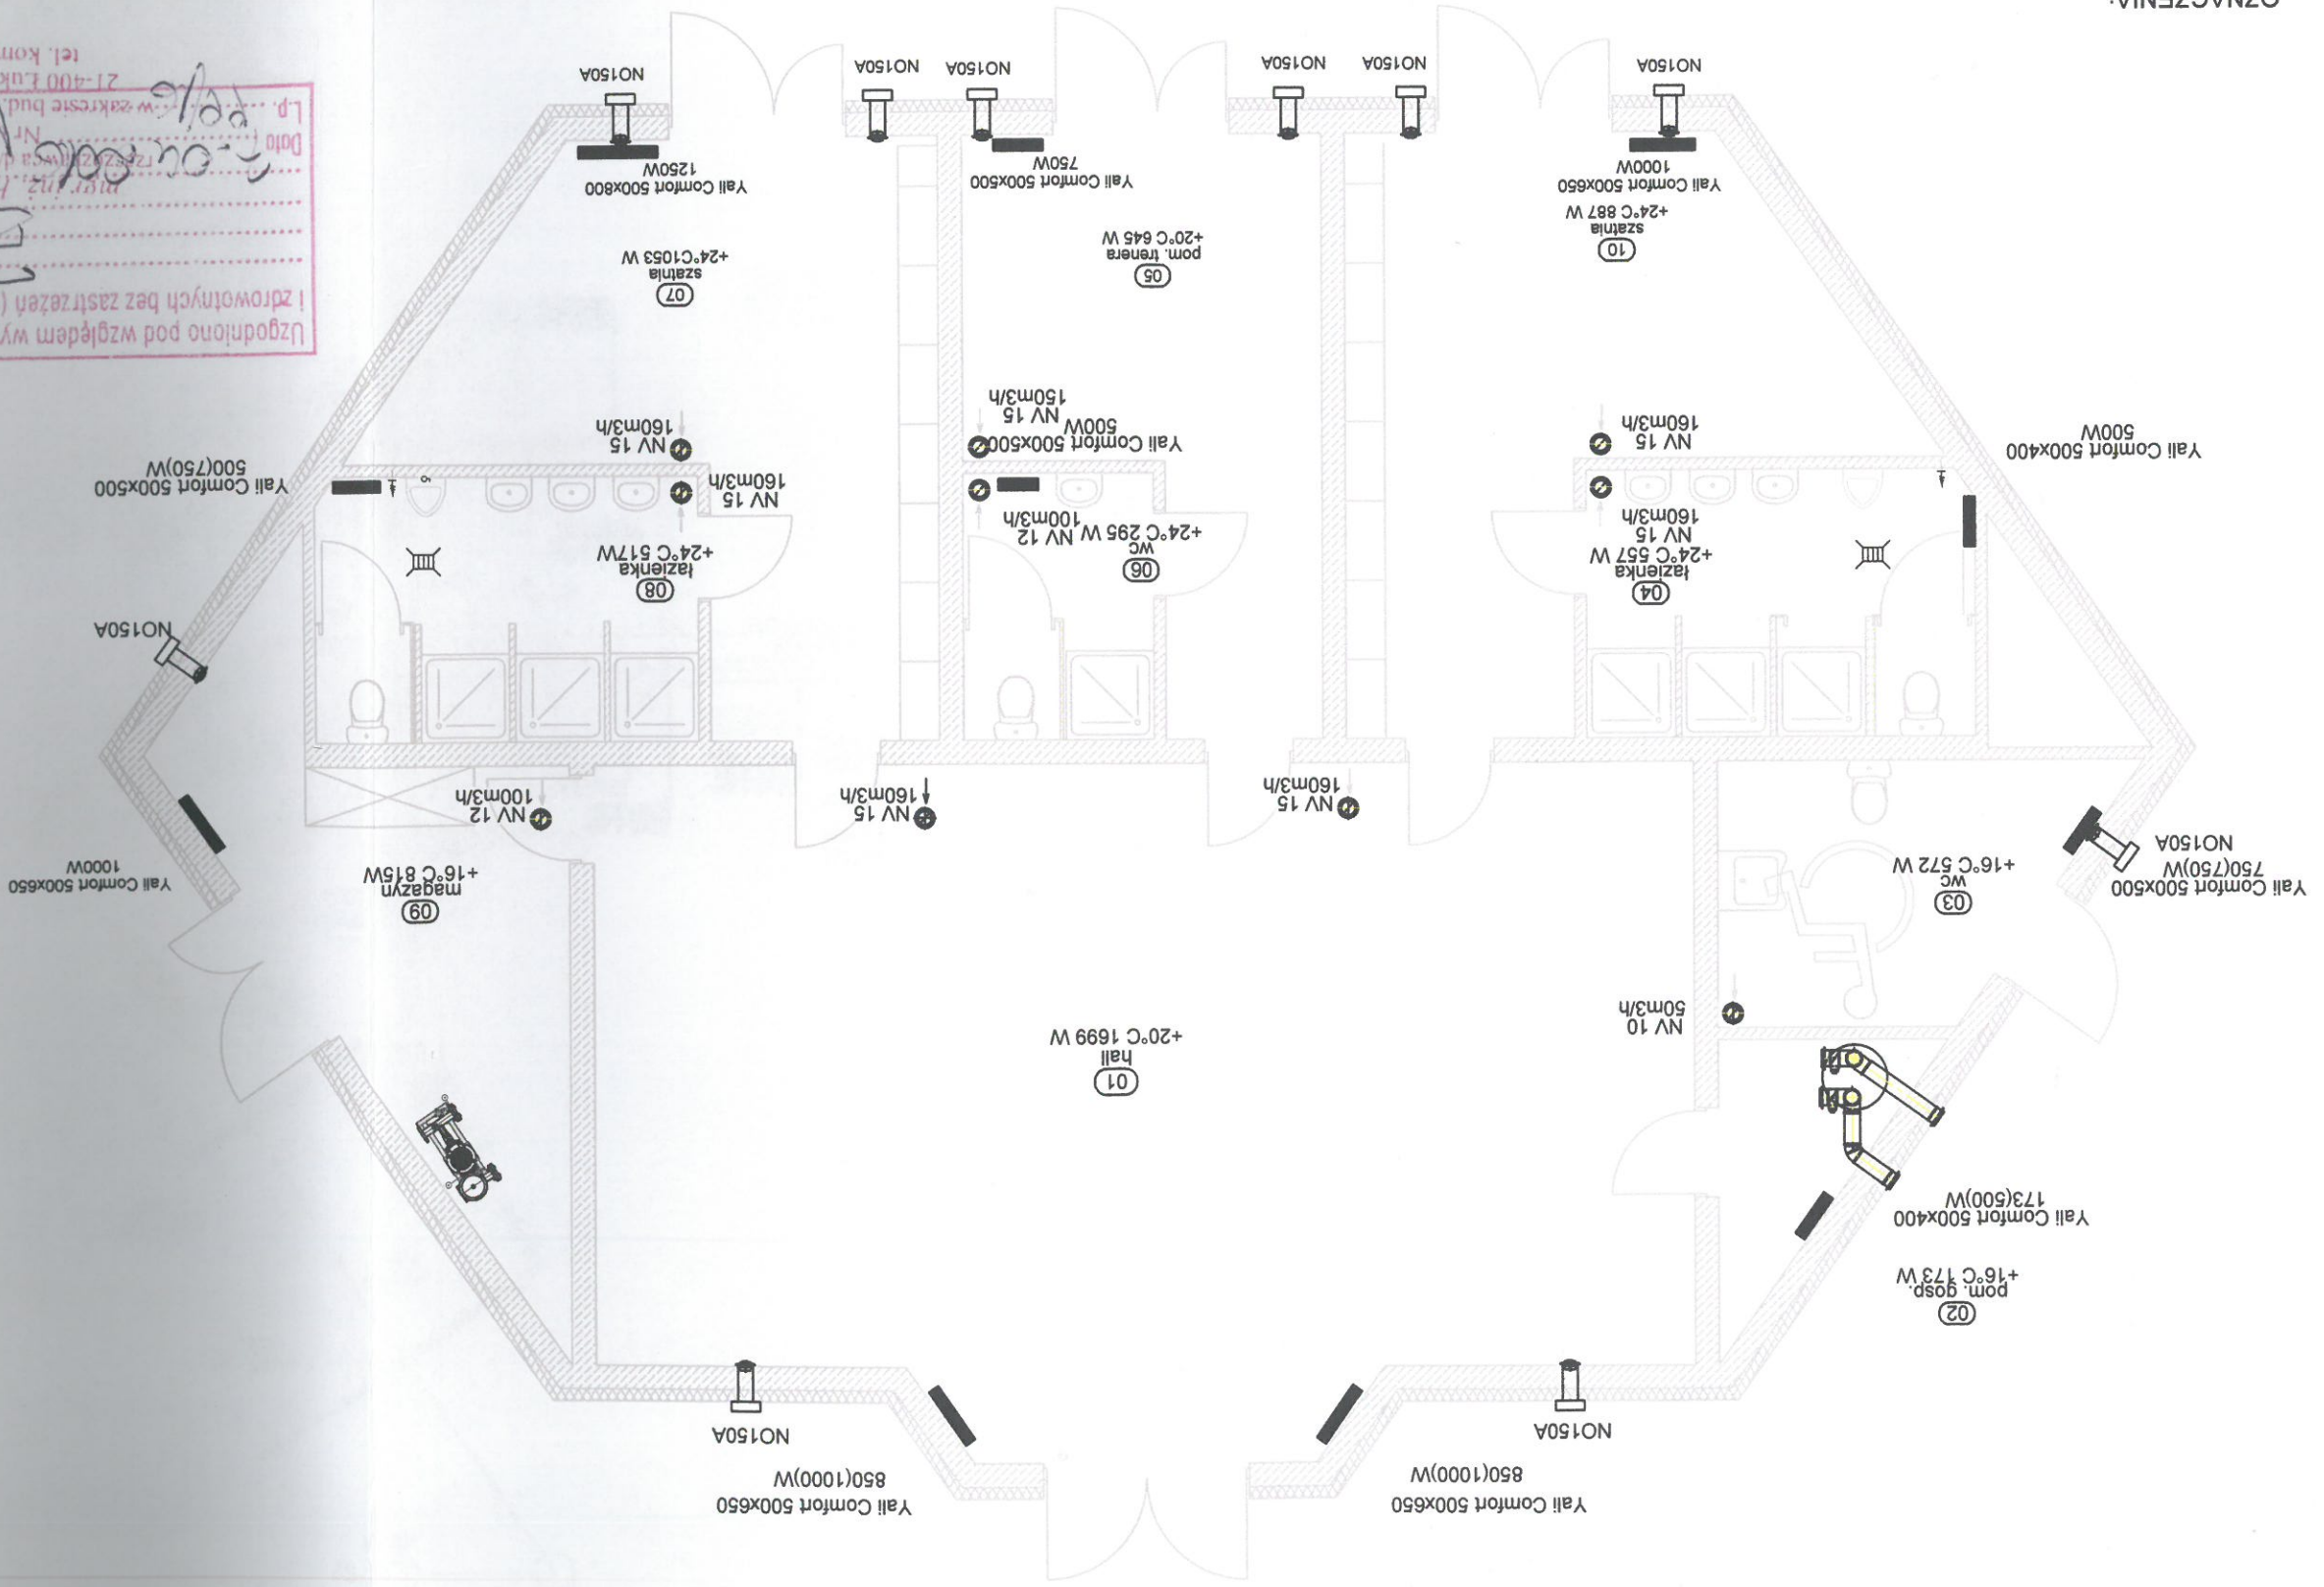 Yali Comfort 500x650
850(1000)W
NO150A
Yali Comfort 500x650
850(1000)W
NO150A
02
pom. gosp.
+16°C 173 W
Yali Comfort 500x400
173(500)W
01
hall
+20°C 1699 W
NV 10
50m3/h
03
wc
+16°C 572 W
Yali Comfort 500x500
750(750)W
NO150A
09
magazyn
+16°C 815W
Yali Comfort 500x650
1000W
NV 15
160m3/h
NV 15
160m3/h
NV 12
100m3/h
NO150A
04
łazienka
+24°C 557 W
NV 15
160m3/h
06
wc
+24°C 295 W
NV 12
100m3/h
08
łazienka
+24°C 517W
NV 15
160m3/h
Yali Comfort 500x500
500(750)W
Yali Comfort 500x400
500W
NV 15
160m3/h
Yali Comfort 500x500
500W
NV 15
150m3/h
NV 15
160m3/h
10
szatnia
+24°C 887 W
Yali Comfort 500x650
1000W
05
pom. trenera
+20°C 645 W
Yali Comfort 500x500
750W
07
szatnia
+24°C1053 W
Yali Comfort 500x800
1250W
NO150A
NO150A
NO150A
NO150A
NO150A
NO150A
Uzgodniono pod względem
i zdrowotnych bez zastrzeżeń (
mgr inż.
rzeczoznawca
Data
Nr
L.p.
w zakresie bud.
21-400
tel. kom
OZNACZENIA: